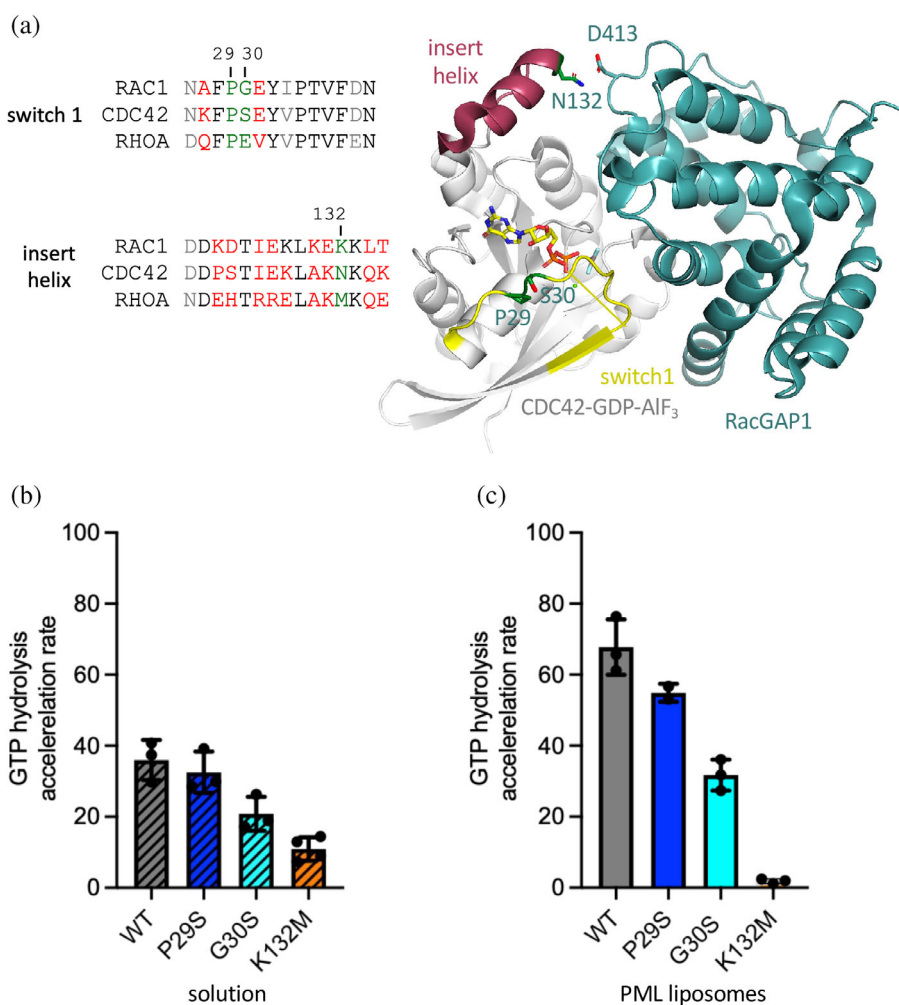 (a)
29 30
RAC1 NAFPGEYIPTVFDN
switch 1 CDC42 NKFPSEYVPTVFDN
RHOA DQFPEVYVPTVFEN
132
RAC1 DDKDTIEKLKEKKLT
insert helix CDC42 DDPSTIEKLAKNKQK
RHOA NDEHTRRELAKMKQE
insert
helix
D413
N132
S30
P29
switch1
CDC42-GDP-AlF3
RacGAP1
(b)
GTP hydrolysis
accelerelation rate
100
80
60
40
20
0
WT
P29S
G30S
K132M
solution
(c)
GTP hydrolysis
accelerelation rate
100
80
60
40
20
0
WT
P29S
G30S
K132M
PML liposomes